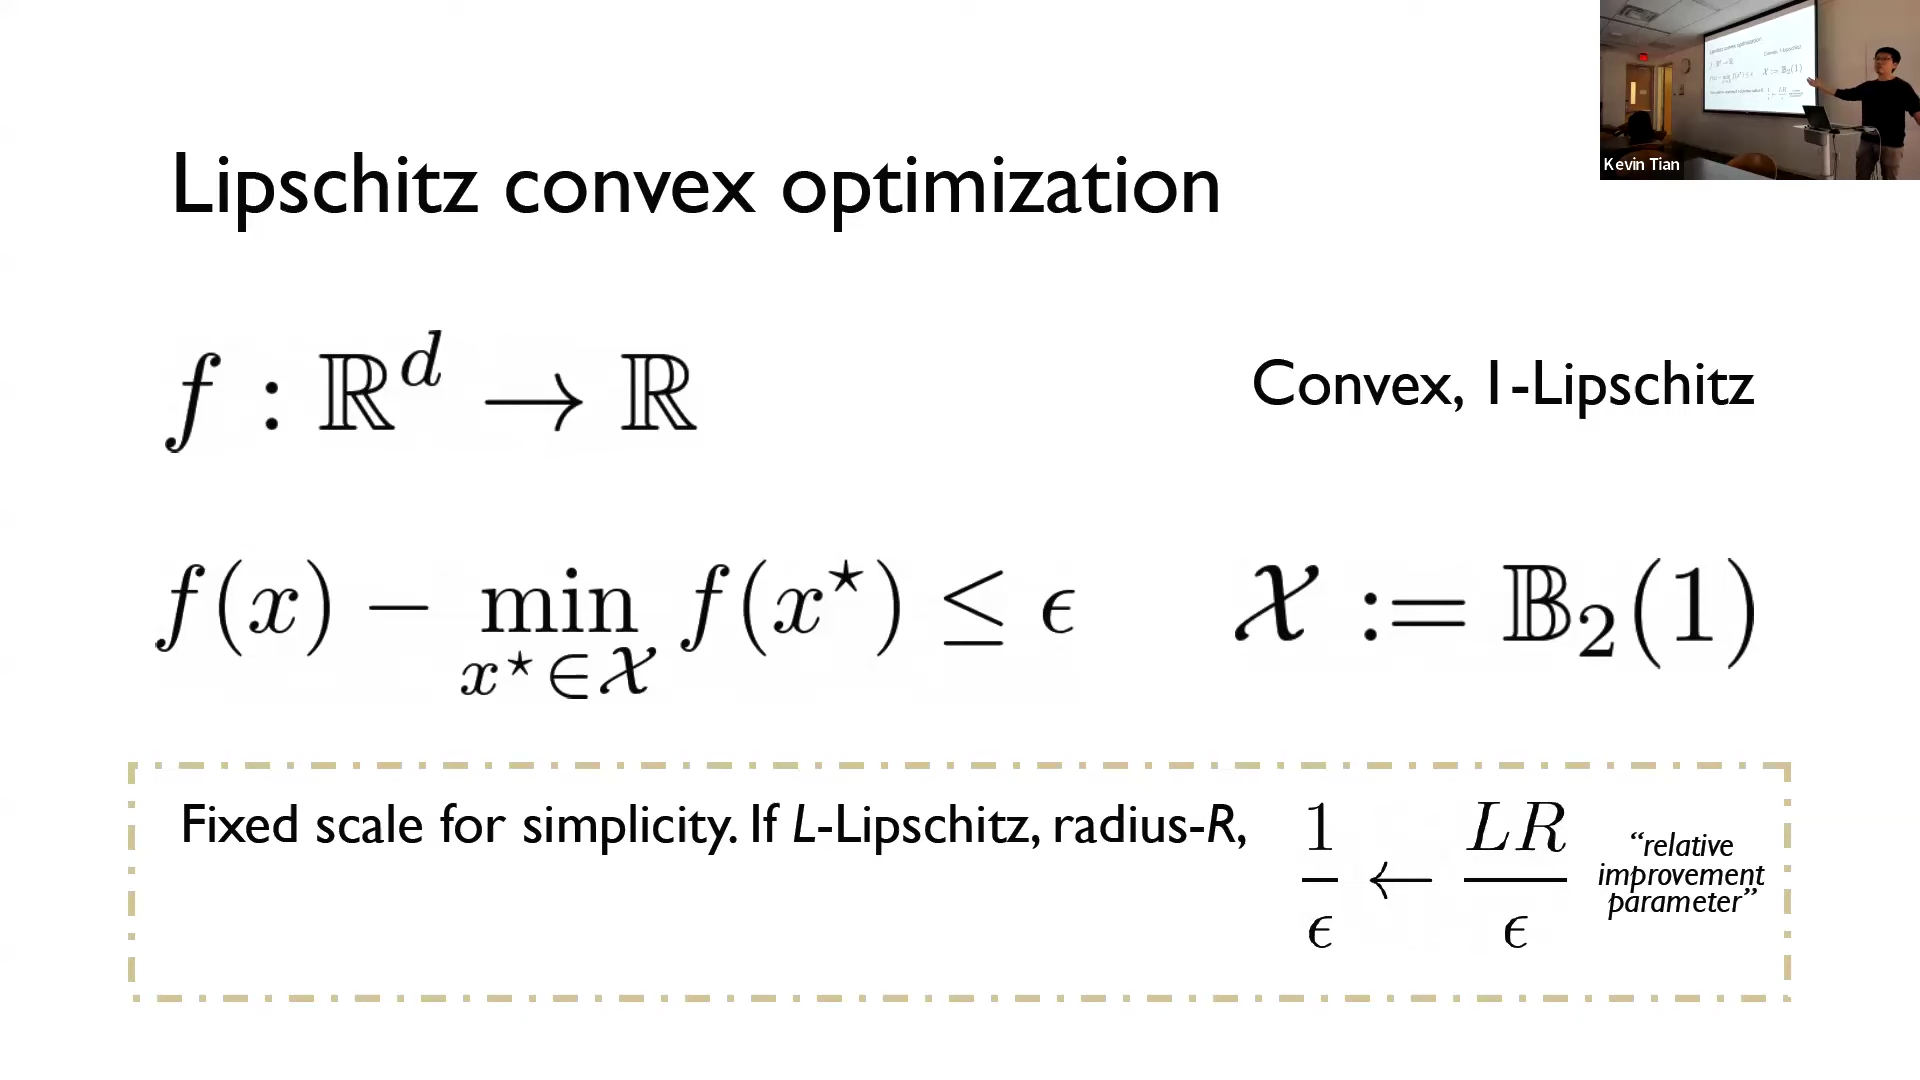 Lipschitz convex optimization
f : ℝ^d → ℝ
Convex, 1-Lipschitz
f(x) − min_{x⋆∈𝒳} f(x⋆) ≤ ϵ
𝒳 := 𝔹₂(1)
Fixed scale for simplicity. If L-Lipschitz, radius-R,
1/ϵ ← LR/ϵ
“relative
improvement
parameter”
Kevin Tian